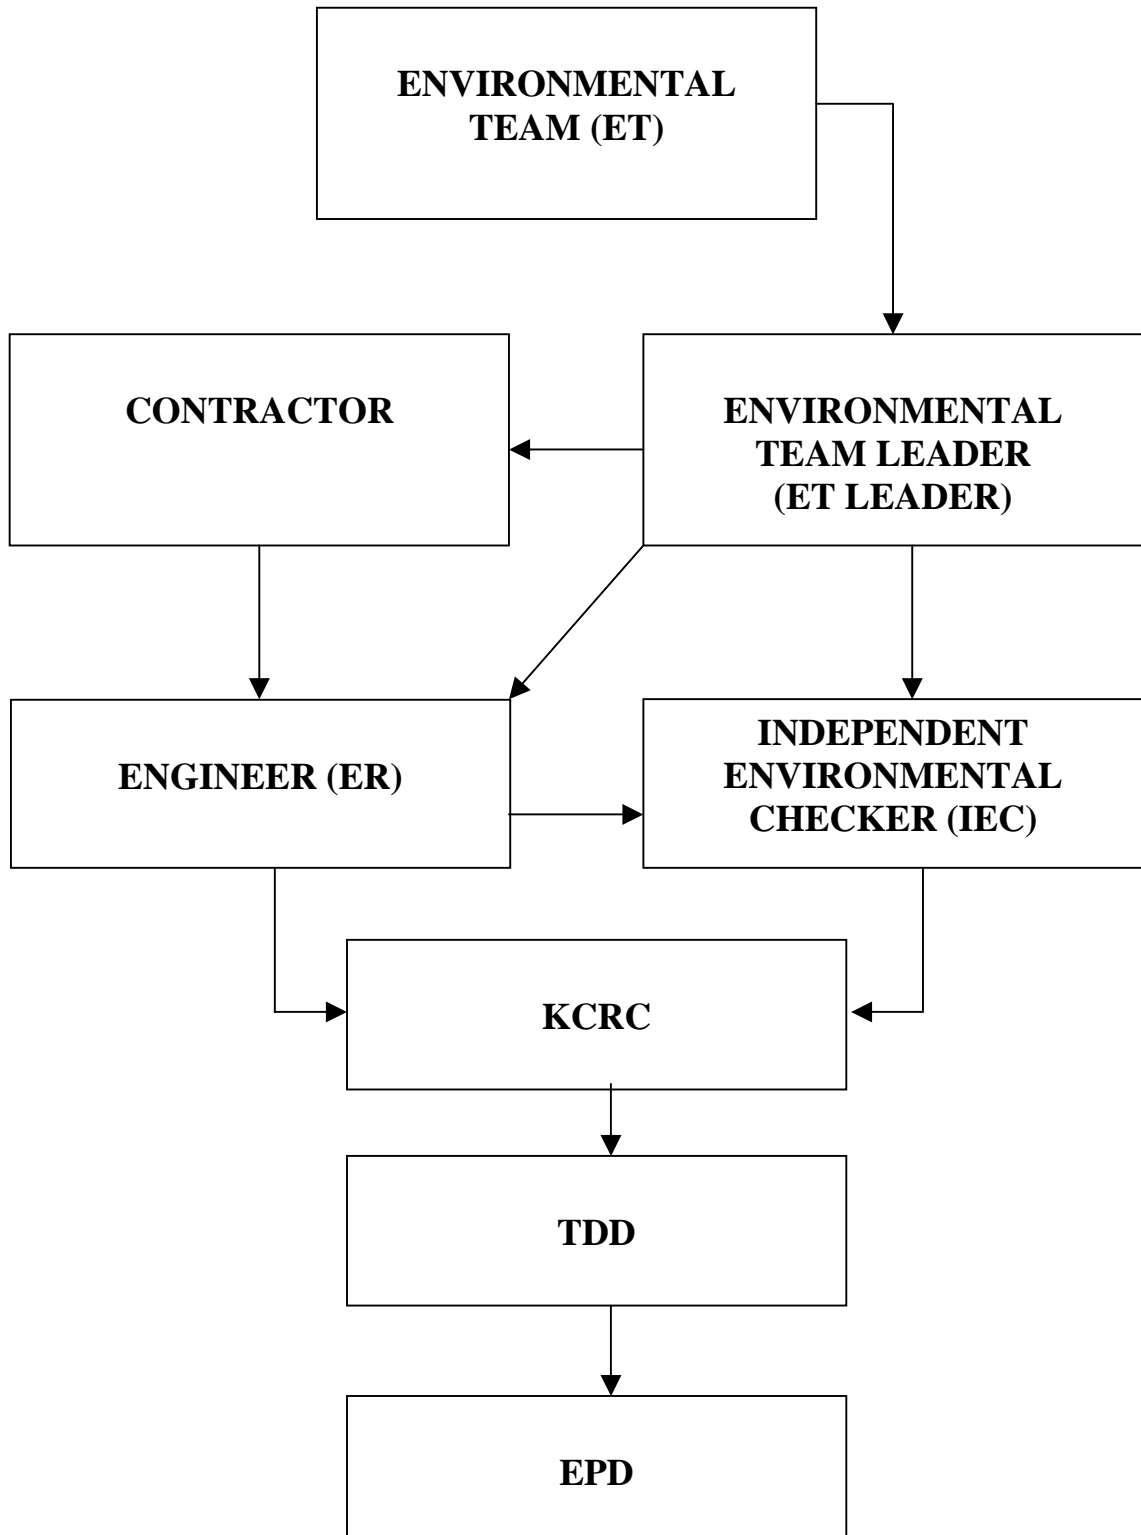 ENVIRONMENTAL
TEAM (ET)
CONTRACTOR
ENVIRONMENTAL
TEAM LEADER
(ET LEADER)
ENGINEER (ER)
INDEPENDENT
ENVIRONMENTAL
CHECKER (IEC)
KCRC
TDD
EPD